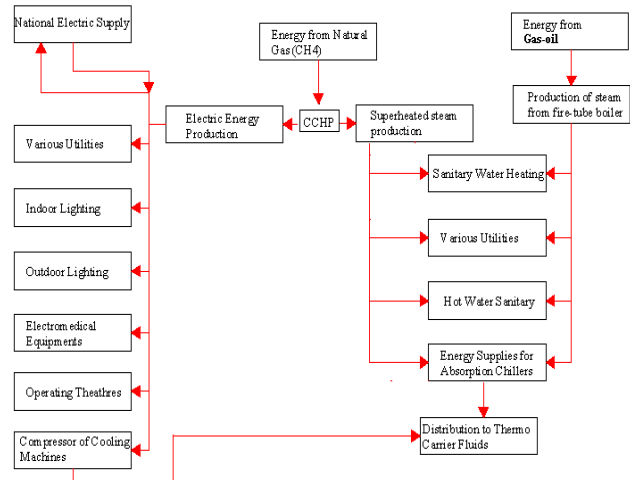 National Electric Supply
Energy from Natural
Gas (CH4)
Energy from
Gas-oil
Electric Energy
Production
CCHP
Superheated steam
production
Production of steam
from fire-tube boiler
Various Utilities
Indoor Lighting
Outdoor Lighting
Electromedical
Equipments
Operating Theathres
Compressor of Cooling
Machines
Sanitary Water Heating
Various Utilities
Hot Water Sanitary
Energy Supplies for
Absorption Chillers
Distribution to Thermo
Carrier Fluids